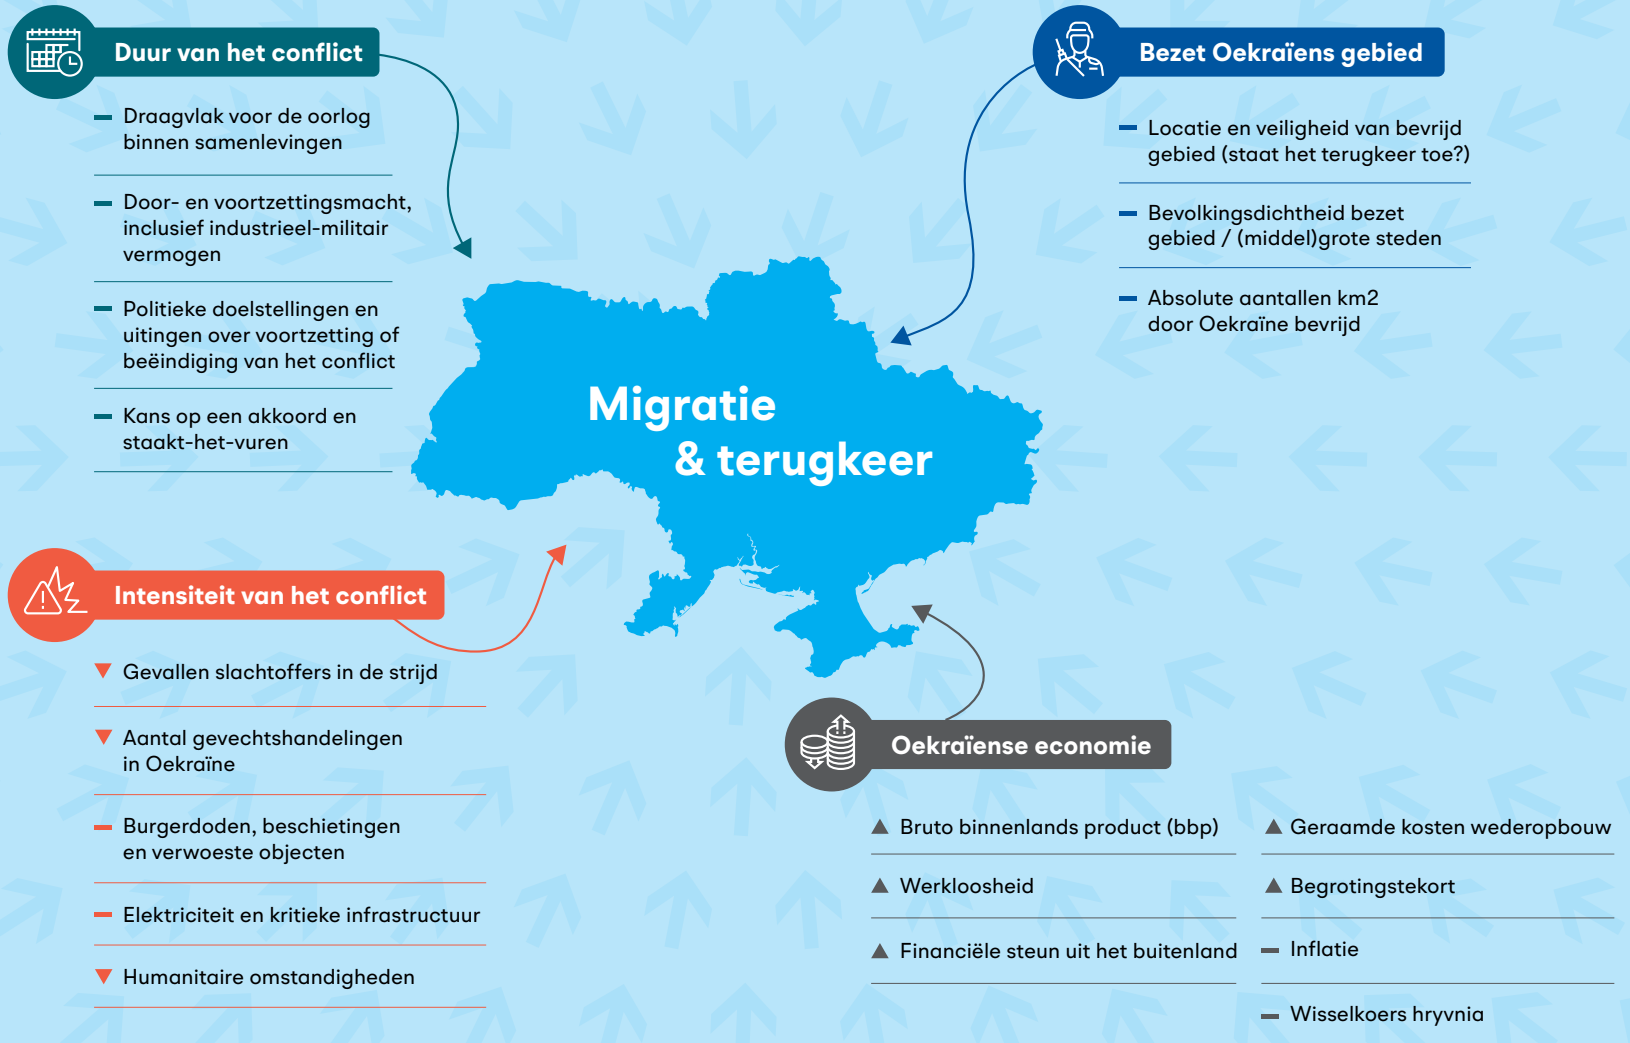 Duur van het conflict
Draagvlak voor de oorlog
binnen samenlevingen
Door- en voortzettingsmacht,
inclusief industrieel-militair
vermogen
Politieke doelstellingen en
uitingen over voortzetting of
beëindiging van het conflict
Kans op een akkoord en
staakt-het-vuren
Bezet Oekraïens gebied
Locatie en veiligheid van bevrijd
gebied (staat het terugkeer toe?)
Bevolkingsdichtheid bezet
gebied / (middel)grote steden
Absolute aantallen km2
door Oekraïne bevrijd
Migratie
& terugkeer
Intensiteit van het conflict
Gevallen slachtoffers in de strijd
Aantal gevechtshandelingen
in Oekraïne
Burgerdoden, beschietingen
en verwoeste objecten
Elektriciteit en kritieke infrastructuur
Humanitaire omstandigheden
Oekraïense economie
Bruto binnenlands product (bbp)
Werkloosheid
Financiële steun uit het buitenland
Geraamde kosten wederopbouw
Begrotingstekort
Inflatie
Wisselkoers hryvnia